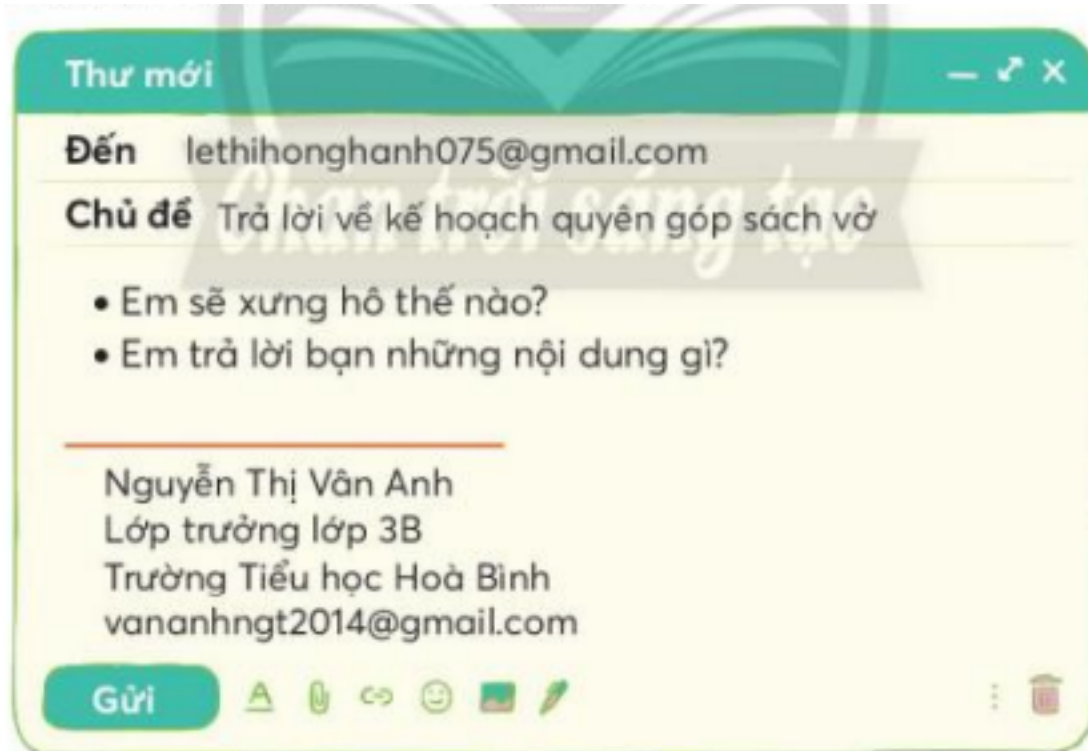 Thư mới
Đến lethihonghanh075@gmail.com
Chủ đề Trả lời về kế hoạch quyên góp sách vở
Chân trời sáng tạo
• Em sẽ xưng hô thế nào?
• Em trả lời bạn những nội dung gì?
Nguyễn Thị Vân Anh
Lớp trưởng lớp 3B
Trường Tiểu học Hoà Bình
vananhngt2014@gmail.com
Gửi